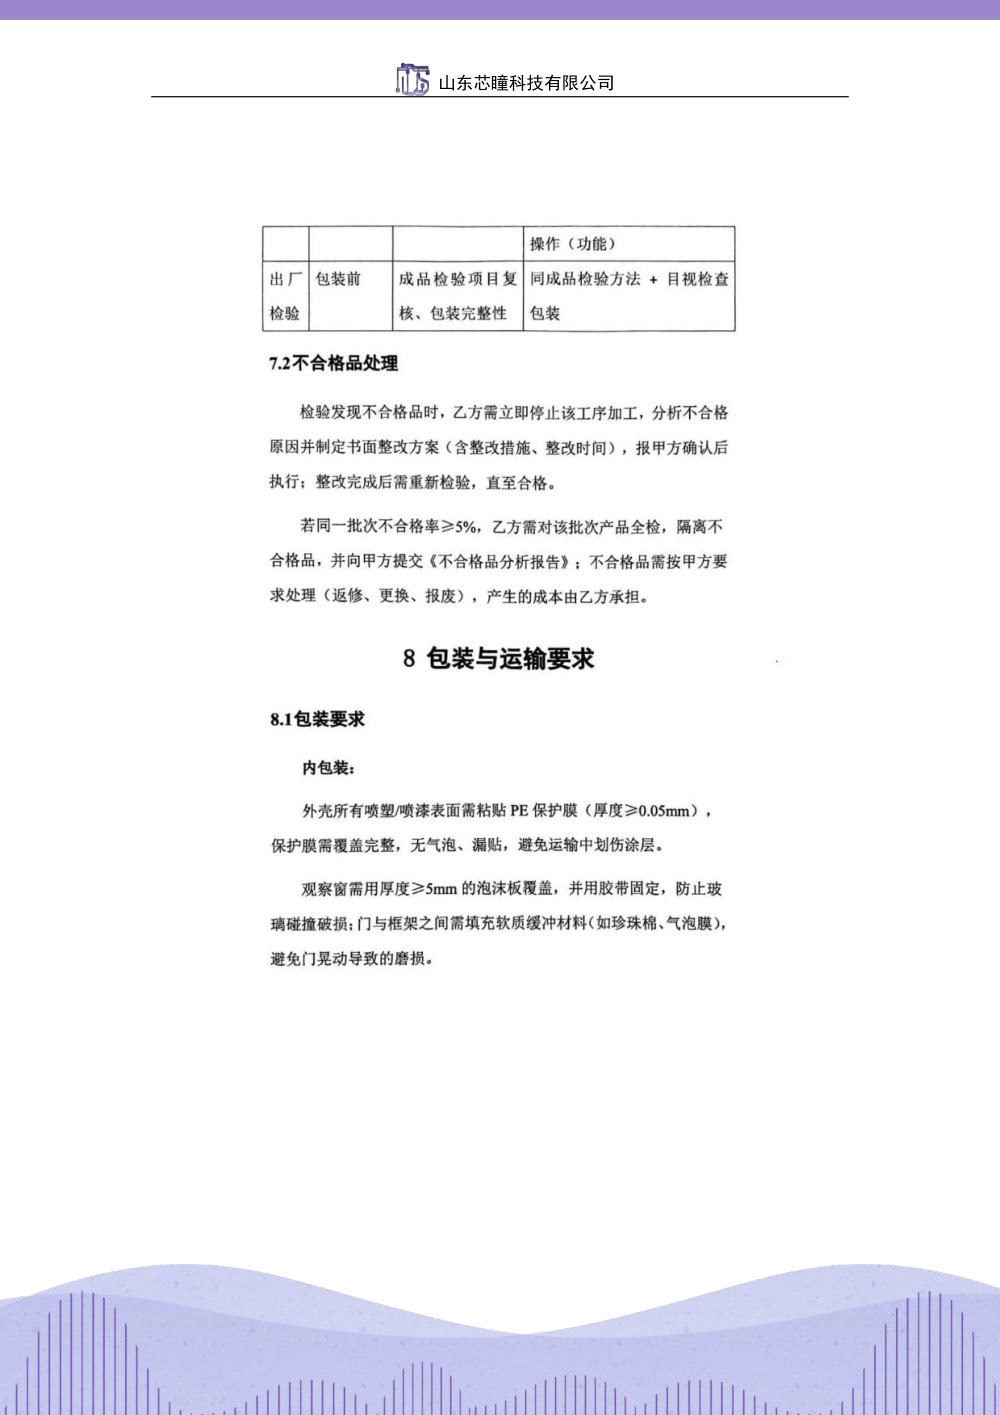 山东芯瞳科技有限公司
操作（功能）
出厂 包装前 成品检验项目复 同成品检验方法 + 目视检查
检验 核、包装完整性 包装
7.2不合格品处理
检验发现不合格品时，乙方需立即停止该工序加工，分析不合格
原因并制定书面整改方案（含整改措施、整改时间），报甲方确认后
执行；整改完成后需重新检验，直至合格。
若同一批次不合格率≥5%，乙方需对该批次产品全检，隔离不
合格品，并向甲方提交《不合格品分析报告》；不合格品需按甲方要
求处理（返修、更换、报废），产生的成本由乙方承担。
8 包装与运输要求
8.1包装要求
内包装：
外壳所有喷塑/喷漆表面需粘贴 PE 保护膜（厚度≥0.05mm），
保护膜需覆盖完整，无气泡、漏贴，避免运输中划伤涂层。
观察窗需用厚度≥5mm 的泡沫板覆盖，并用胶带固定，防止玻
璃碰撞破损；门与框架之间需填充软质缓冲材料（如珍珠棉、气泡膜），
避免门晃动导致的磨损。